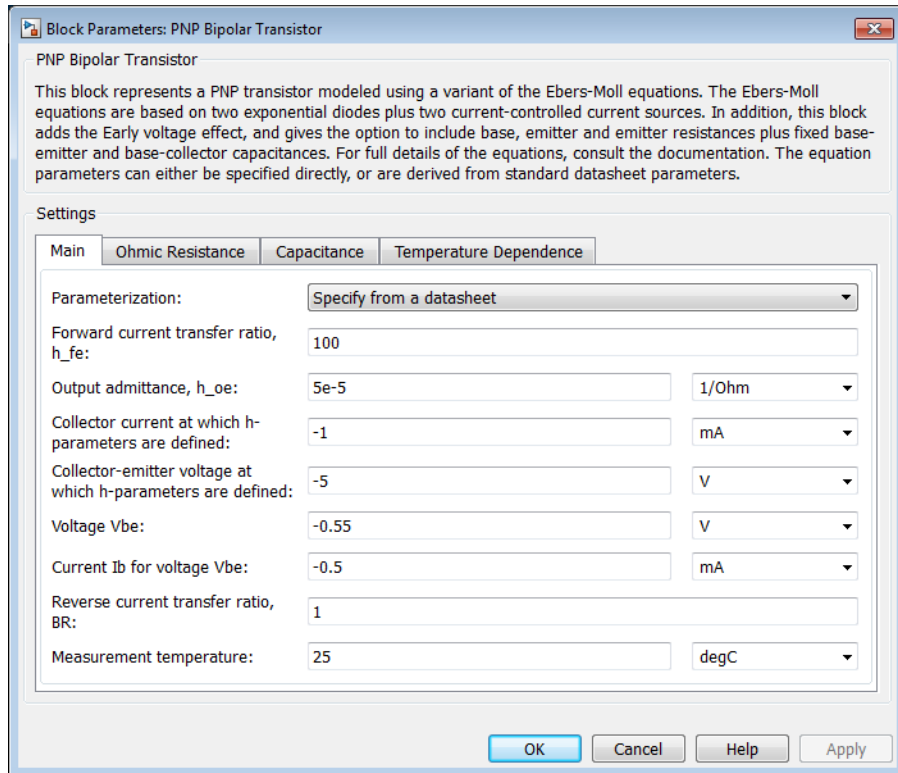 Block Parameters: PNP Bipolar Transistor
PNP Bipolar Transistor
This block represents a PNP transistor modeled using a variant of the Ebers-Moll equations. The Ebers-Moll
equations are based on two exponential diodes plus two current-controlled current sources. In addition, this block
adds the Early voltage effect, and gives the option to include base, emitter and emitter resistances plus fixed base-
emitter and base-collector capacitances. For full details of the equations, consult the documentation. The equation
parameters can either be specified directly, or are derived from standard datasheet parameters.
Settings
Main Ohmic Resistance Capacitance Temperature Dependence
Parameterization: Specify from a datasheet
Forward current transfer ratio,
h_fe: 100
Output admittance, h_oe: 5e-5 1/Ohm
Collector current at which h-
parameters are defined: -1 mA
Collector-emitter voltage at
which h-parameters are defined: -5 V
Voltage Vbe: -0.55 V
Current Ib for voltage Vbe: -0.5 mA
Reverse current transfer ratio,
BR: 1
Measurement temperature: 25 degC
OK Cancel Help Apply